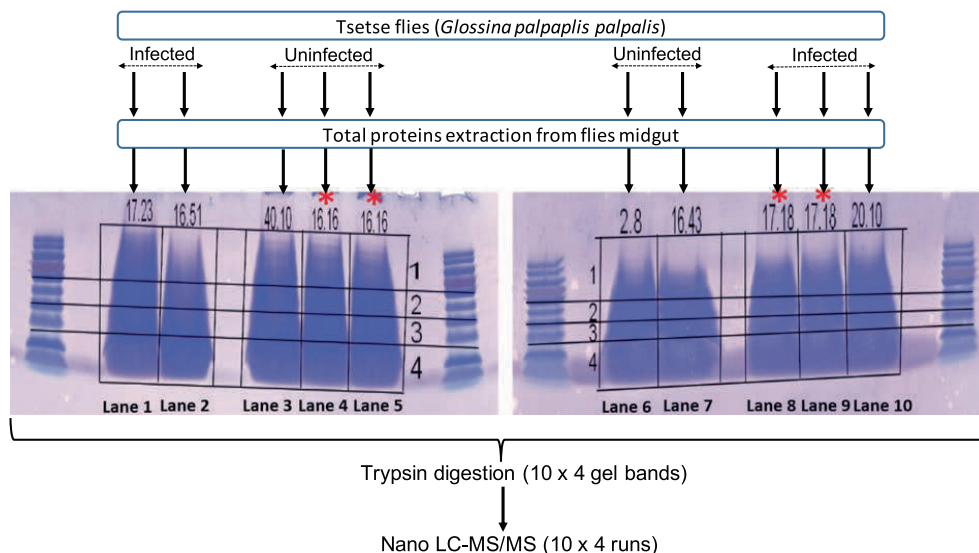 Tsetse flies (Glossina palpaplis palpalis)
Infected Uninfected Uninfected Infected
Total proteins extraction from flies midgut
* * * *
17.23 16.51 40.10 16.16 16.16 2.8 16.43 17.18 17.18 20.10
1 1
2 2
3 3
4 4
Lane 1 Lane 2 Lane 3 Lane 4 Lane 5 Lane 6 Lane 7 Lane 8 Lane 9 Lane 10
Trypsin digestion (10 x 4 gel bands)
Nano LC-MS/MS (10 x 4 runs)